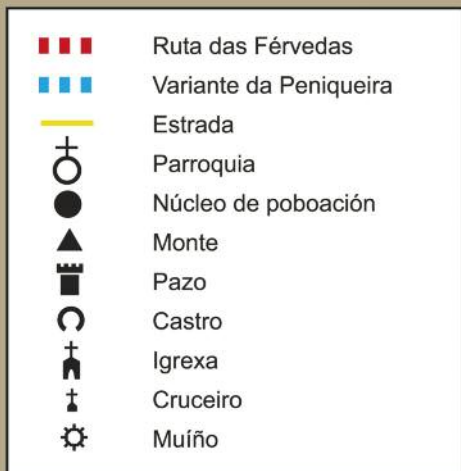 Ruta das Férvedas
Variante da Peniqueira
Estrada
Parroquia
Núcleo de poboación
Monte
Pazo
Castro
Igrexa
Cruceiro
Muíño